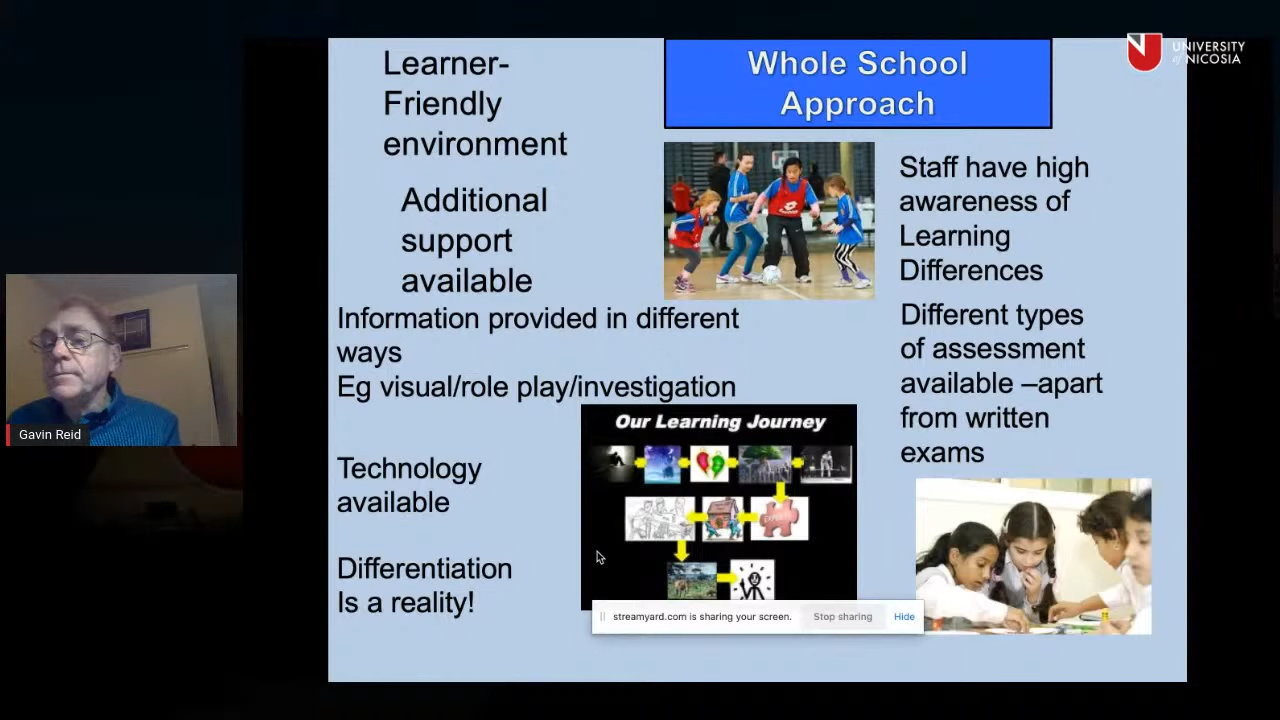 Learner-
Friendly
environment
Whole School
Approach
UNIVERSITY
of NICOSIA
Additional
support
available
Staff have high
awareness of
Learning
Differences
Information provided in different
ways
Eg visual/role play/investigation
Different types
of assessment
available –apart
from written
exams
Our Learning Journey
Gavin Reid
Technology
available
Differentiation
Is a reality!
streamyard.com is sharing your screen.
Stop sharing
Hide